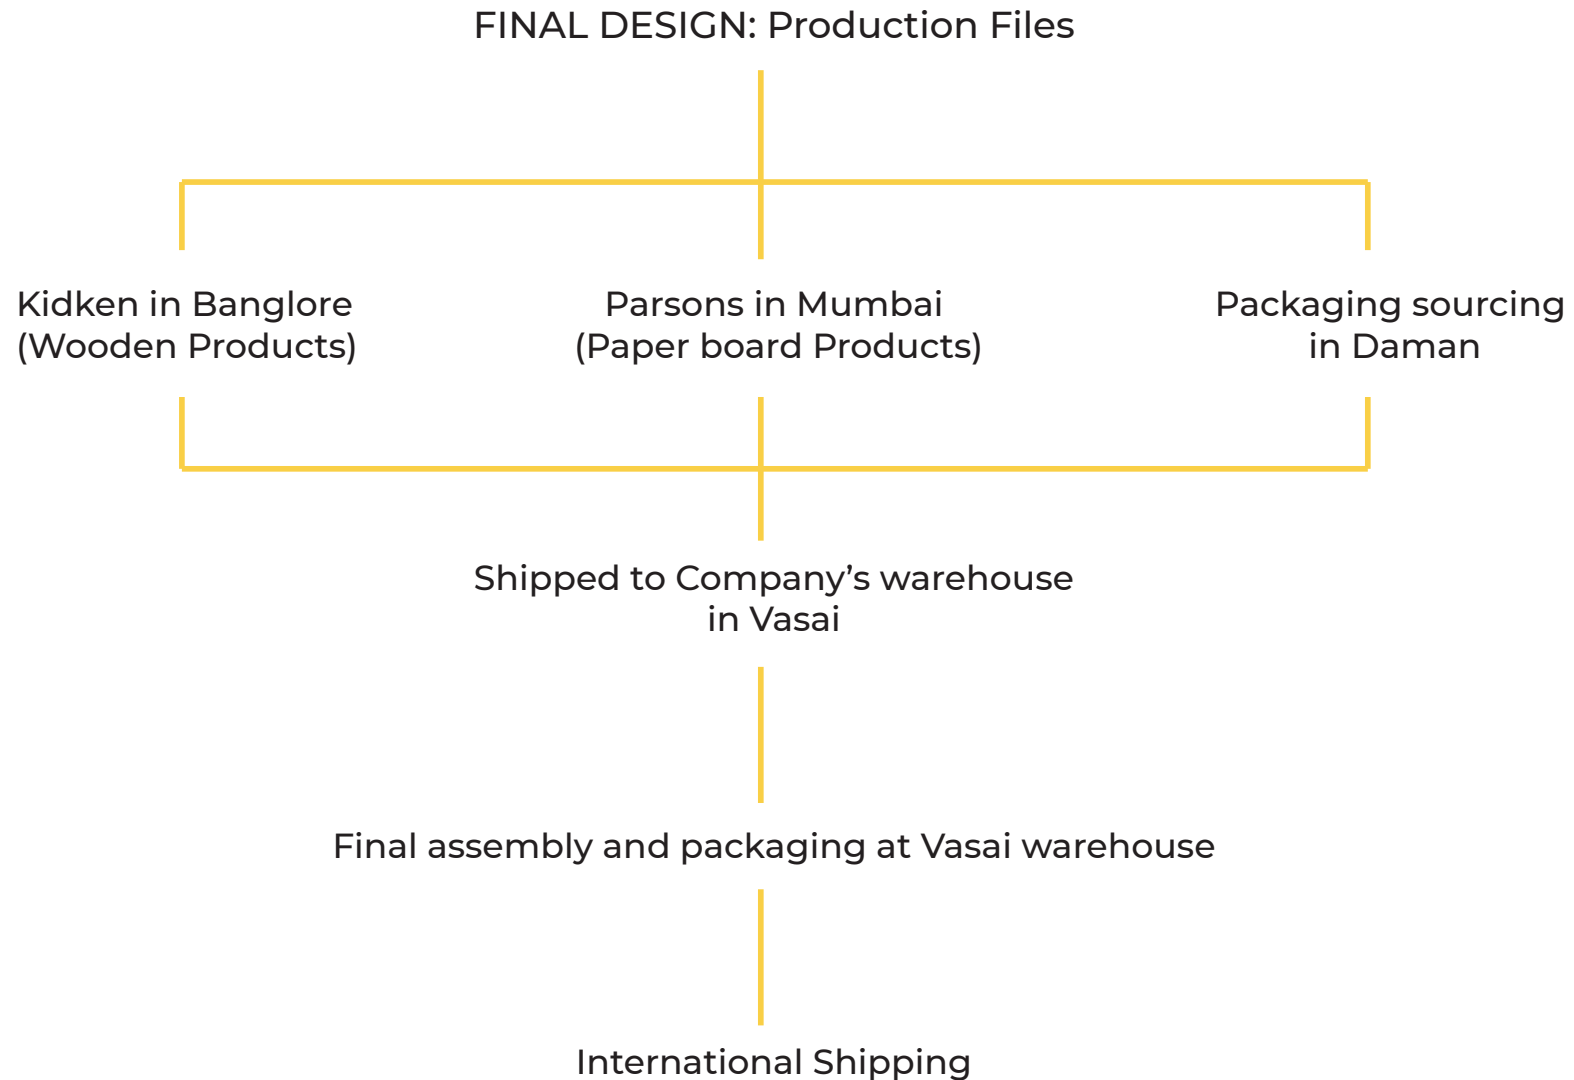 FINAL DESIGN: Production Files
Kidken in Banglore
(Wooden Products)
Parsons in Mumbai
(Paper board Products)
Packaging sourcing
in Daman
Shipped to Company’s warehouse
in Vasai
Final assembly and packaging at Vasai warehouse
International Shipping